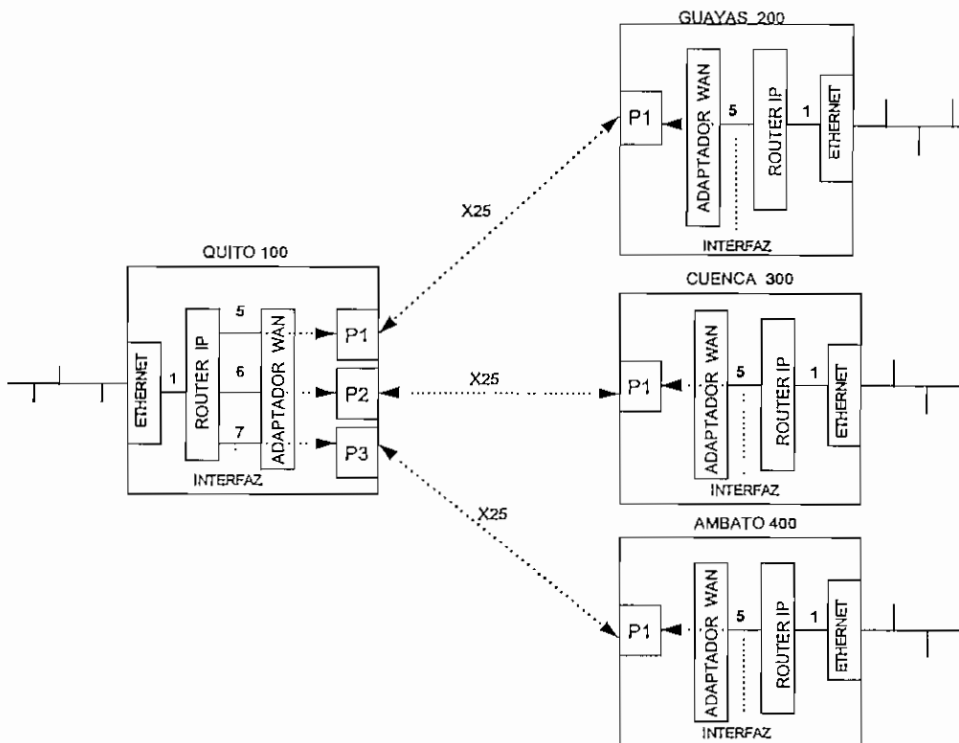 GUAYAS 200
P1
ADAPTADOR WAN
5
ROUTER IP
1
ETHERNET
INTERFAZ
X25
QUITO 100
ETHERNET
1
ROUTER IP
5
6
7
ADAPTADOR WAN
P1
P2
P3
INTERFAZ
X25
CUENCA 300
P1
ADAPTADOR WAN
5
ROUTER IP
1
ETHERNET
INTERFAZ
X25
AMBATO 400
P1
ADAPTADOR WAN
5
ROUTER IP
1
ETHERNET
INTERFAZ